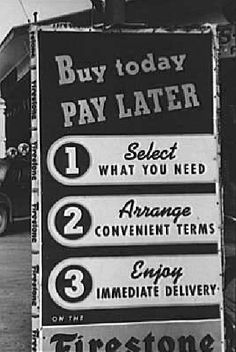 Buy today
PAY LATER
1 Select
WHAT YOU NEED
2 Arrange
CONVENIENT TERMS
3 Enjoy
IMMEDIATE DELIVERY
ON THE
Firestone